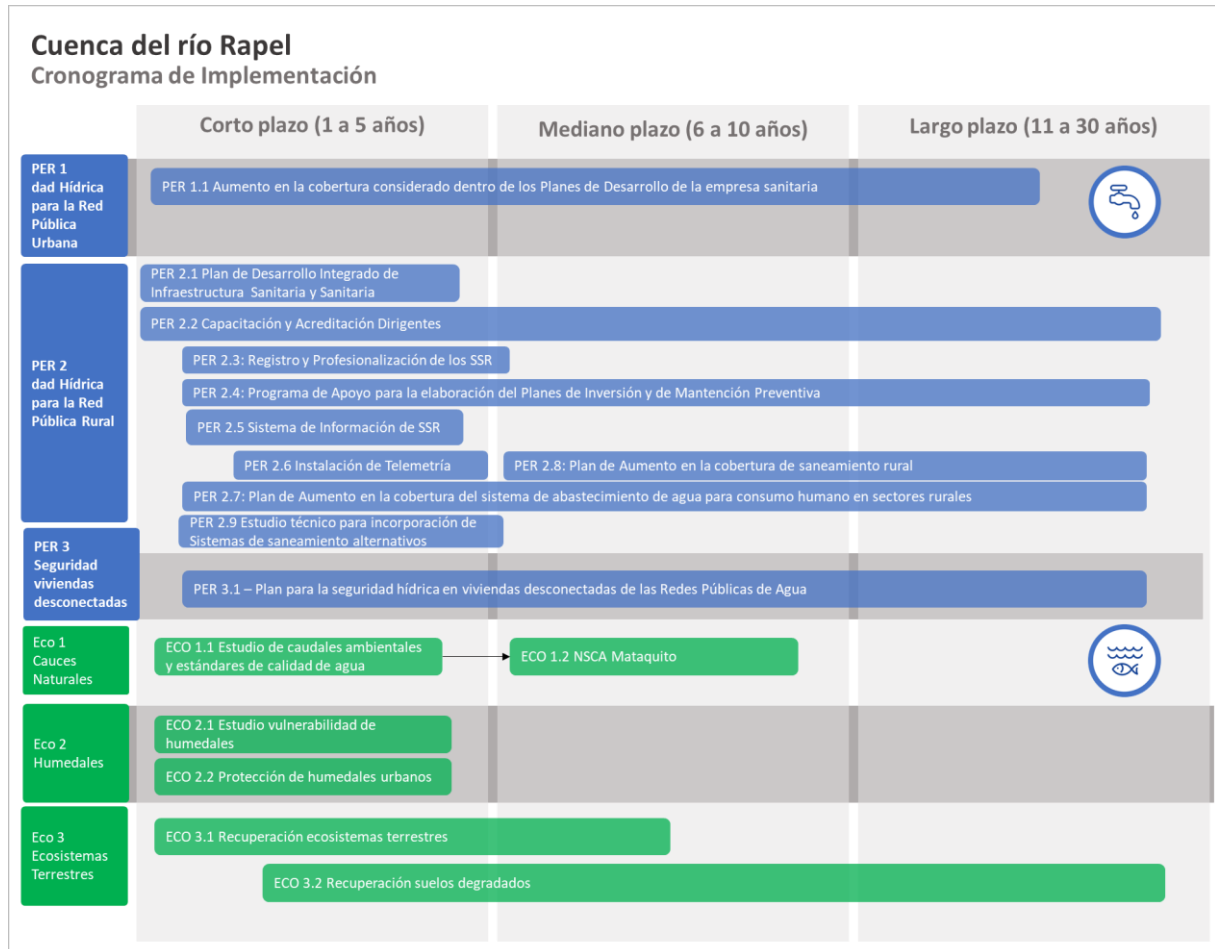 Cuenca del río Rapel
Cronograma de Implementación
Corto plazo (1 a 5 años)
Mediano plazo (6 a 10 años)
Largo plazo (11 a 30 años)
PER 1
dad Hídrica
para la Red
Pública
Urbana
PER 1.1 Aumento en la cobertura considerado dentro de los Planes de Desarrollo de la empresa sanitaria
PER 2
dad Hídrica
para la Red
Pública Rural
PER 2.1 Plan de Desarrollo Integrado de
Infraestructura Sanitaria y Sanitaria
PER 2.2 Capacitación y Acreditación Dirigentes
PER 2.3: Registro y Profesionalización de los SSR
PER 2.4: Programa de Apoyo para la elaboración del Planes de Inversión y de Mantención Preventiva
PER 2.5 Sistema de Información de SSR
PER 2.6 Instalación de Telemetría
PER 2.8: Plan de Aumento en la cobertura de saneamiento rural
PER 2.7: Plan de Aumento en la cobertura del sistema de abastecimiento de agua para consumo humano en sectores rurales
PER 2.9 Estudio técnico para incorporación de
Sistemas de saneamiento alternativos
PER 3
Seguridad
viviendas
desconectadas
PER 3.1 – Plan para la seguridad hídrica en viviendas desconectadas de las Redes Públicas de Agua
Eco 1
Cauces
Naturales
ECO 1.1 Estudio de caudales ambientales
y estándares de calidad de agua
ECO 1.2 NSCA Mataquito
Eco 2
Humedales
ECO 2.1 Estudio vulnerabilidad de
humedales
ECO 2.2 Protección de humedales urbanos
Eco 3
Ecosistemas
Terrestres
ECO 3.1 Recuperación ecosistemas terrestres
ECO 3.2 Recuperación suelos degradados